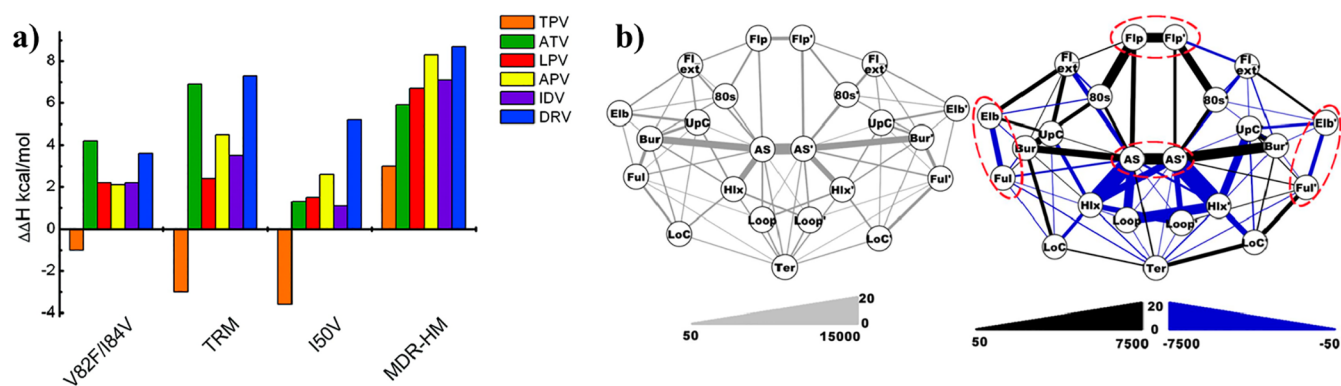 a)
ΔΔH kcal/mol
8
6
4
2
0
-2
-4
V82F/I84V
TRM
I50V
MDR-HM
TPV
ATV
LPV
APV
IDV
DRV
b)
Flp Flp'
Fl ext Fl ext'
80s 80s'
Elb Elb'
UpC UpC'
Bur Bur'
AS AS'
Ful Ful'
Hlx Hlx'
Loop Loop'
LoC LoC'
Ter
20
0
50 15000
Flp Flp'
Fl ext Fl ext'
80s 80s'
Elb Elb'
UpC UpC'
Bur Bur'
AS AS'
Ful Ful'
Hlx Hlx'
Loop Loop'
LoC LoC'
Ter
20
0
50 7500 -7500 -50